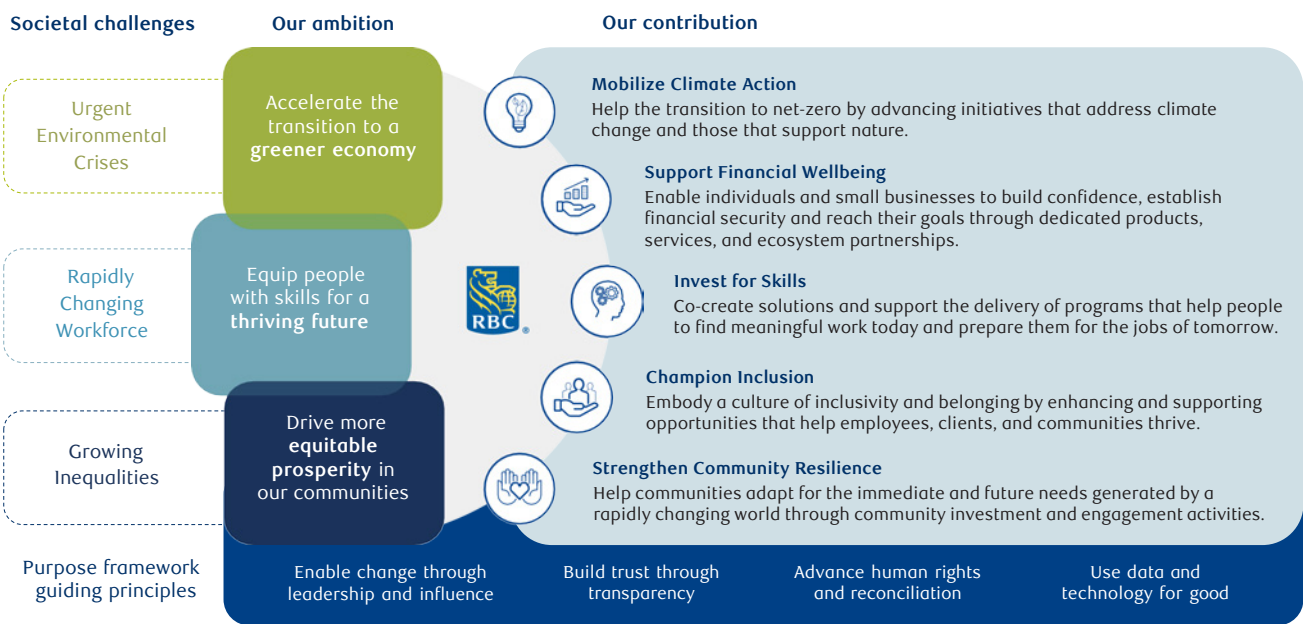 Societal challenges
Our ambition
Our contribution
Urgent
Environmental
Crises
Accelerate the
transition to a
greener economy
Mobilize Climate Action
Help the transition to net-zero by advancing initiatives that address climate
change and those that support nature.
Support Financial Wellbeing
Enable individuals and small businesses to build confidence, establish
financial security and reach their goals through dedicated products,
services, and ecosystem partnerships.
Rapidly
Changing
Workforce
Equip people
with skills for a
thriving future
RBC
®
Invest for Skills
Co-create solutions and support the delivery of programs that help people
to find meaningful work today and prepare them for the jobs of tomorrow.
Champion Inclusion
Embody a culture of inclusivity and belonging by enhancing and supporting
opportunities that help employees, clients, and communities thrive.
Growing
Inequalities
Drive more
equitable
prosperity in
our communities
Strengthen Community Resilience
Help communities adapt for the immediate and future needs generated by a
rapidly changing world through community investment and engagement activities.
Purpose framework
guiding principles
Enable change through
leadership and influence
Build trust through
transparency
Advance human rights
and reconciliation
Use data and
technology for good